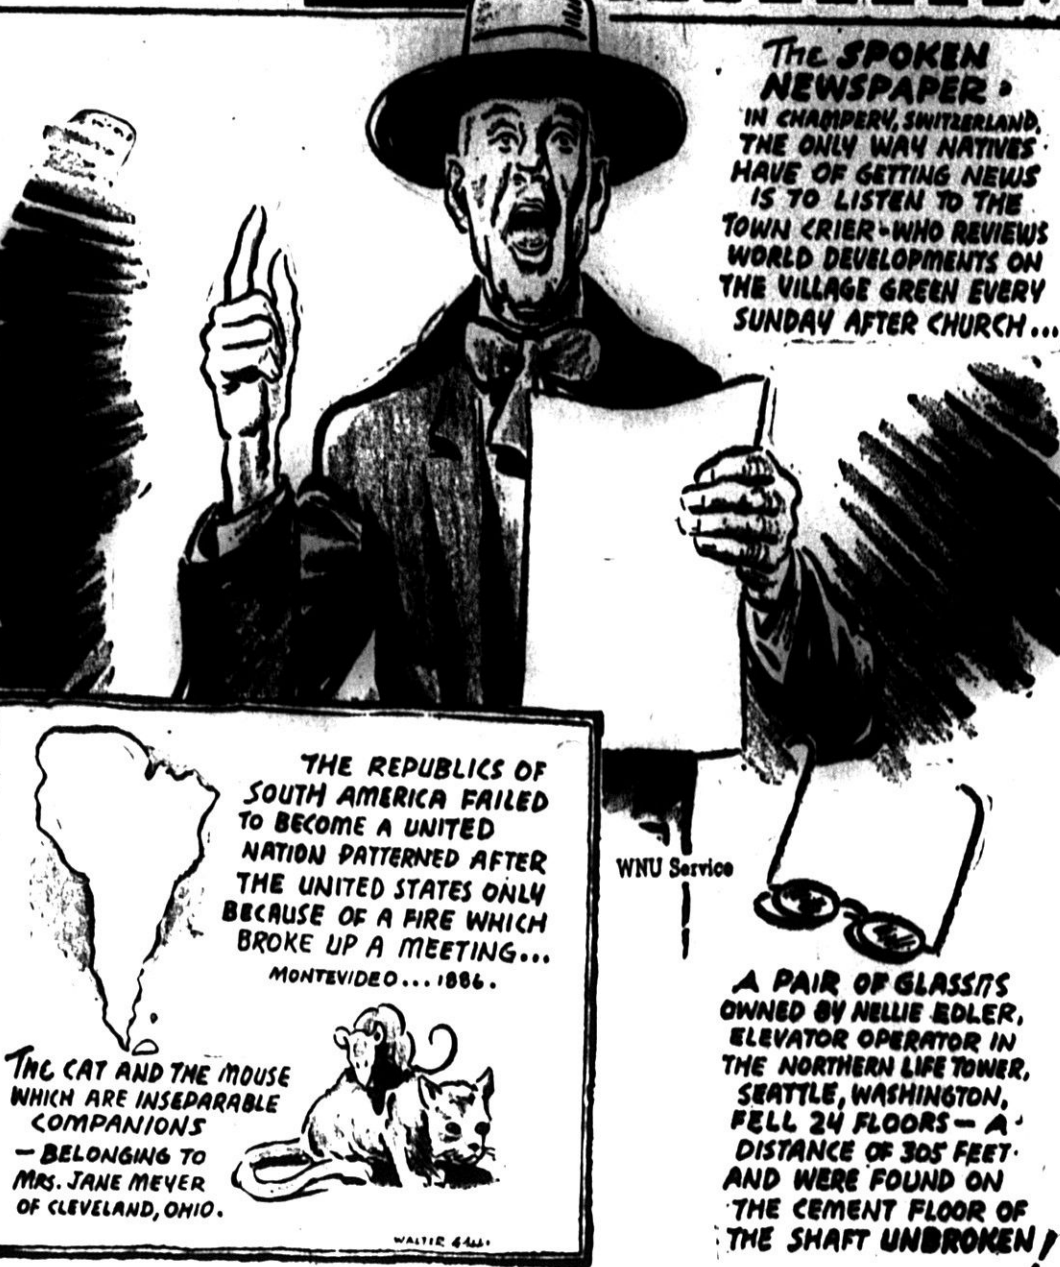 The SPOKEN
NEWSPAPER
IN CHAMPERY, SWITZERLAND,
THE ONLY WAY NATIVES
HAVE OF GETTING NEWS
IS TO LISTEN TO THE
TOWN CRIER-WHO REVIEWS
WORLD DEVELOPMENTS ON
THE VILLAGE GREEN EVERY
SUNDAY AFTER CHURCH...
THE REPUBLICS OF
SOUTH AMERICA FAILED
TO BECOME A UNITED
NATION PATTERNED AFTER
THE UNITED STATES ONLY
BECAUSE OF A FIRE WHICH
BROKE UP A MEETING...
MONTEVIDEO...1886.
THE CAT AND THE MOUSE
WHICH ARE INSEPARABLE
COMPANIONS
- BELONGING TO
MRS. JANE MEYER
OF CLEVELAND, OHIO.
WALTER
WNU Service
A PAIR OF GLASSES
OWNED BY NELLIE EDLER,
ELEVATOR OPERATOR IN
THE NORTHERN LIFE TOWER,
SEATTLE, WASHINGTON,
FELL 24 FLOORS - A
DISTANCE OF 305 FEET
AND WERE FOUND ON
THE CEMENT FLOOR OF
THE SHAFT UNBROKEN!